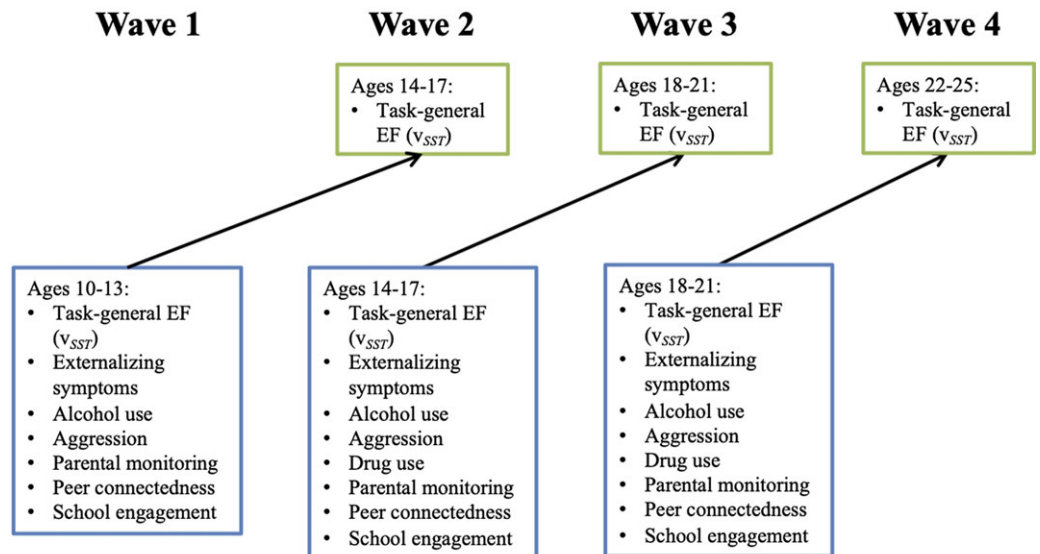 Wave 1
Wave 2
Wave 3
Wave 4
Ages 14-17:
• Task-general
EF (vSST)
Ages 18-21:
• Task-general
EF (vSST)
Ages 22-25:
• Task-general
EF (vSST)
Ages 10-13:
• Task-general EF
(vSST)
• Externalizing
symptoms
• Alcohol use
• Aggression
• Parental monitoring
• Peer connectedness
• School engagement
Ages 14-17:
• Task-general EF
(vSST)
• Externalizing
symptoms
• Alcohol use
• Aggression
• Drug use
• Parental monitoring
• Peer connectedness
• School engagement
Ages 18-21:
• Task-general EF
(vSST)
• Externalizing
symptoms
• Alcohol use
• Aggression
• Drug use
• Parental monitoring
• Peer connectedness
• School engagement